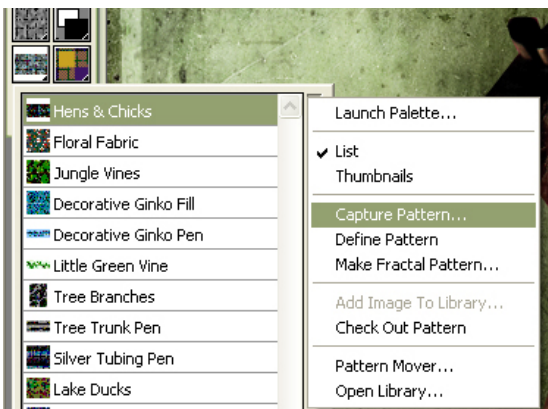 Hens & Chicks
Floral Fabric
Jungle Vines
Decorative Ginko Fill
Decorative Ginko Pen
Little Green Vine
Tree Branches
Tree Trunk Pen
Silver Tubing Pen
Lake Ducks
Launch Palette...
List
Thumbnails
Capture Pattern...
Define Pattern
Make Fractal Pattern...
Add Image To Library...
Check Out Pattern
Pattern Mover...
Open Library...